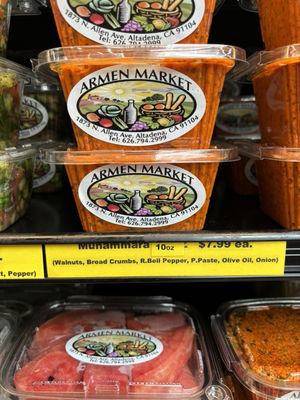 1873 N. Allen Ave, Altadena, CA 91104
Tel: 626.794.2999
ARMEN MARKET
1873 N. Allen Ave, Altadena, CA 91104
Tel: 626.794.2999
ARMEN MARKET
1873 N. Allen Ave, Altadena, CA 91104
Tel: 626.794.2999
Muhammara 10oz $7.99 ea.
(Walnuts, Bread Crumbs, R.Bell Pepper, P.Paste, Olive Oil, Onion)
t, Pepper)
ARMEN MARKET